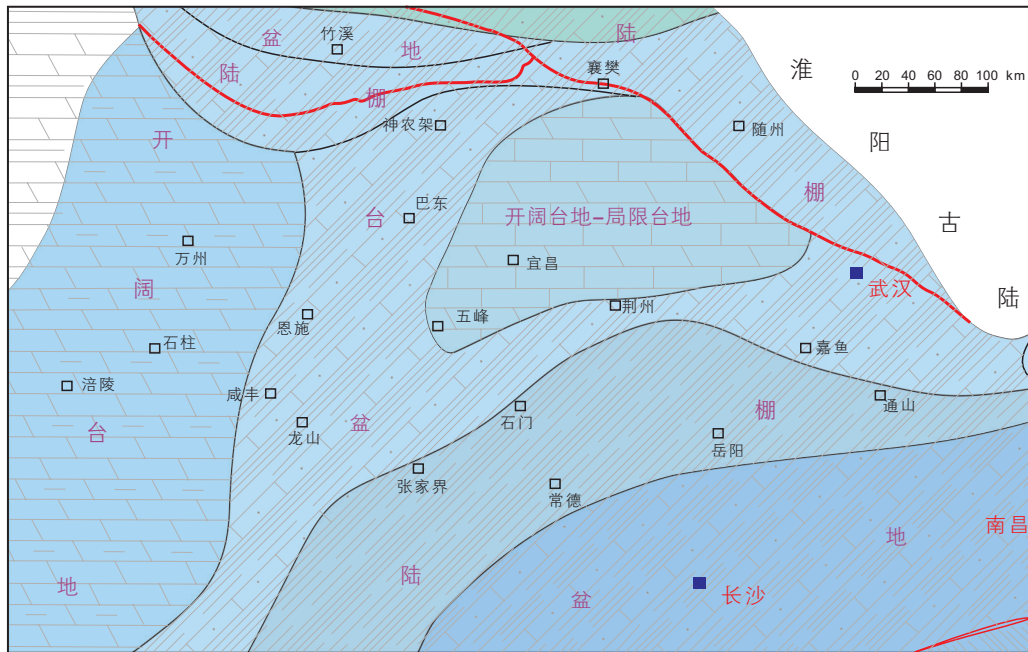 盆地
竹溪
陆
陆棚
襄樊
淮阳古陆
0 20 40 60 80 100 km
神农架
随州
棚
开阔台地
台盆
巴东
开阔台地-局限台地
万州
宜昌
武汉
恩施
五峰
荆州
石柱
嘉鱼
涪陵
咸丰
龙山
石门
通山
陆棚
岳阳
张家界
常德
南昌
盆地
长沙